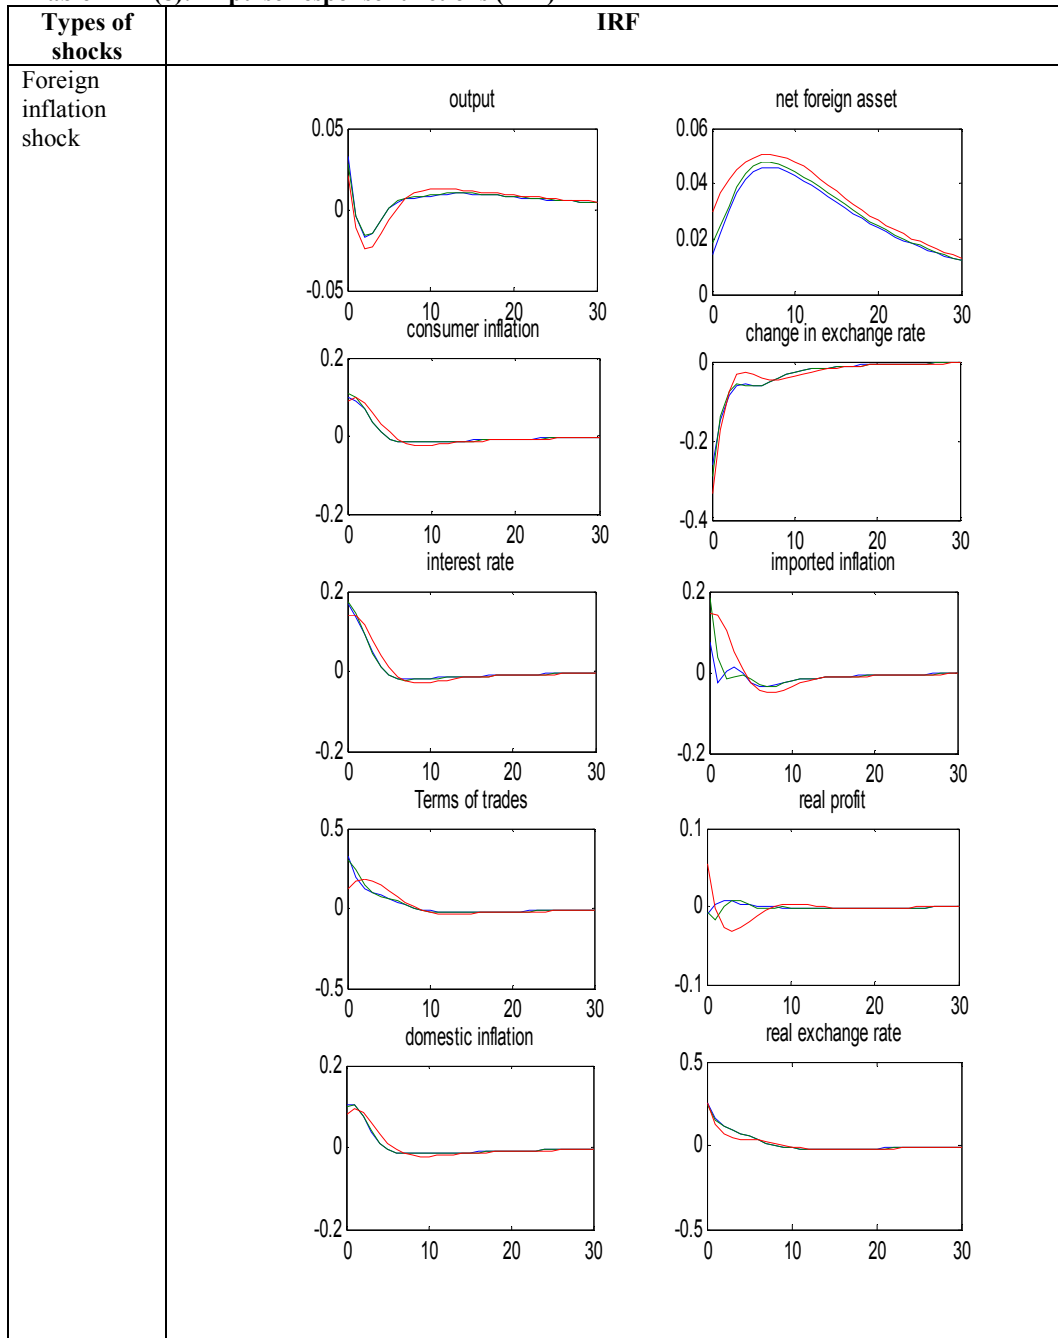 Types of shocks
IRF
Foreign inflation shock
output
0.05
0
-0.05
0 10 20 30
net foreign asset
0.06
0.04
0.02
0
0 10 20 30
consumer inflation
0.2
0
-0.2
0 10 20 30
change in exchange rate
0
-0.2
-0.4
0 10 20 30
interest rate
0.2
0
-0.2
0 10 20 30
imported inflation
0.2
0
-0.2
0 10 20 30
Terms of trades
0.5
0
-0.5
0 10 20 30
real profit
0.1
0
-0.1
0 10 20 30
domestic inflation
0.2
0
-0.2
0 10 20 30
real exchange rate
0.5
0
-0.5
0 10 20 30